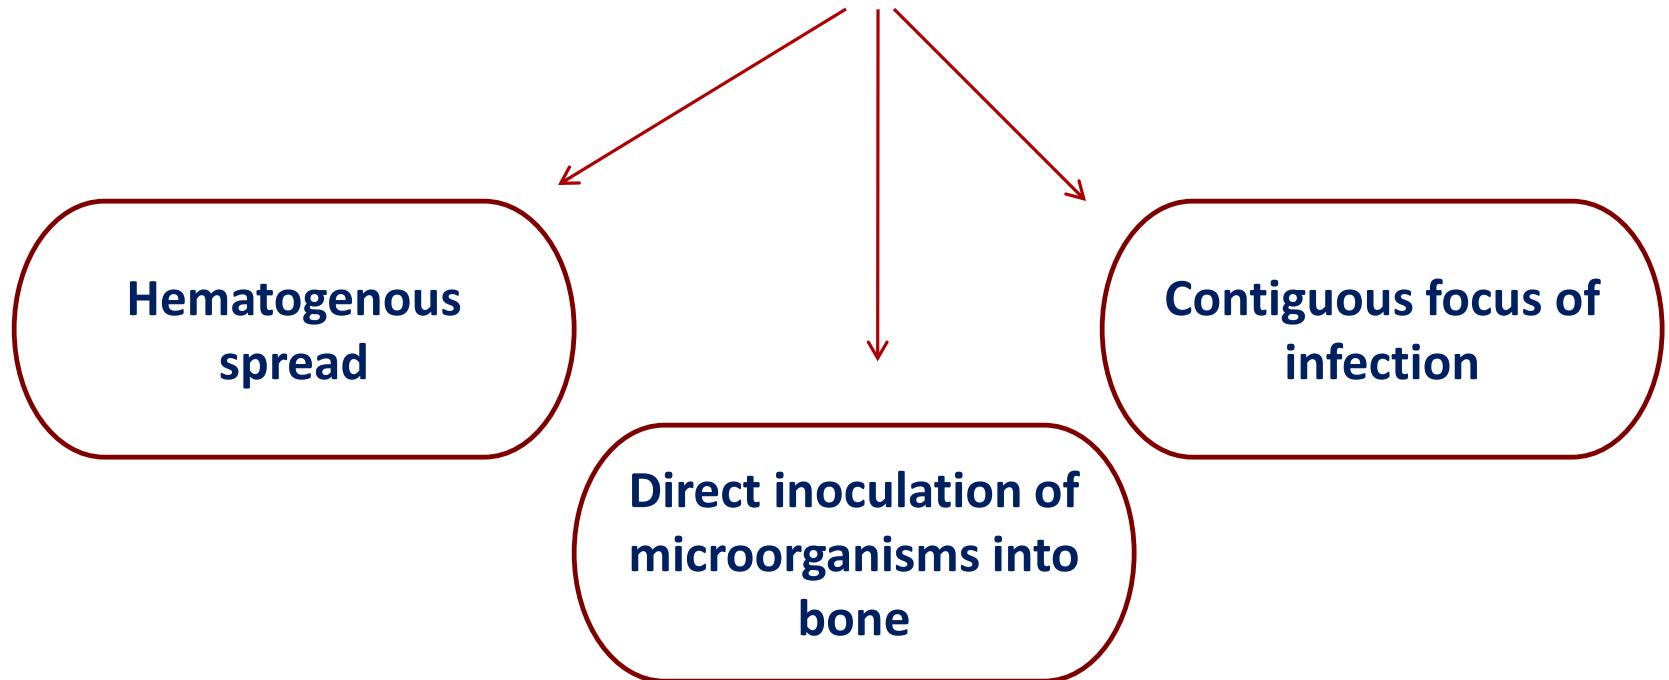 Hematogenous
spread
Direct inoculation of
microorganisms into
bone
Contiguous focus of
infection